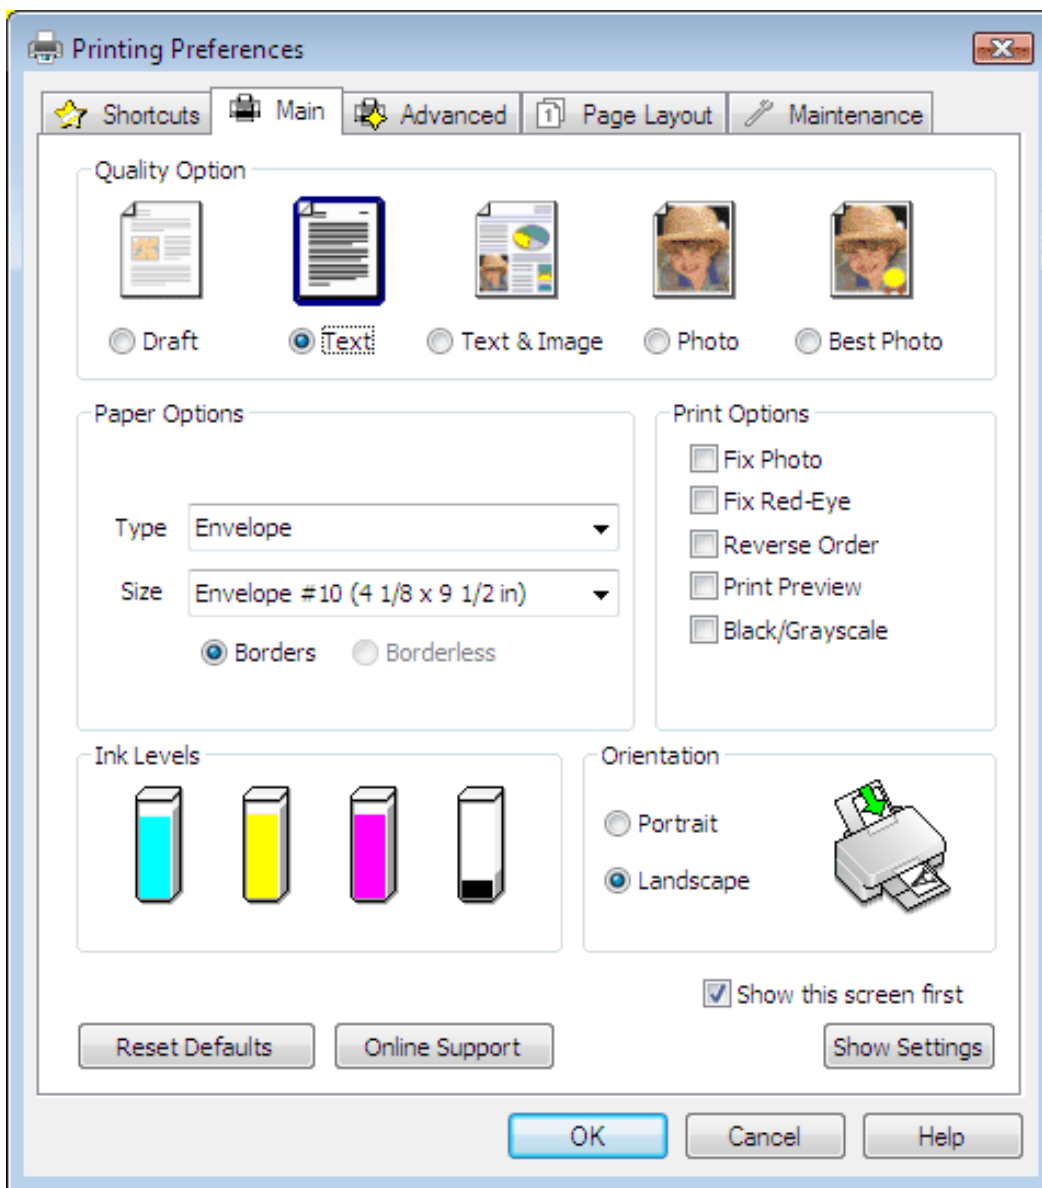 Printing Preferences
Shortcuts Main Advanced 1 Page Layout Maintenance
Quality Option
Draft Text Text & Image Photo Best Photo
Paper Options
Type Envelope
Size Envelope #10 (4 1/8 x 9 1/2 in)
Borders Borderless
Print Options
Fix Photo
Fix Red-Eye
Reverse Order
Print Preview
Black/Grayscale
Ink Levels
Orientation
Portrait
Landscape
Show this screen first
Reset Defaults Online Support Show Settings
OK Cancel Help